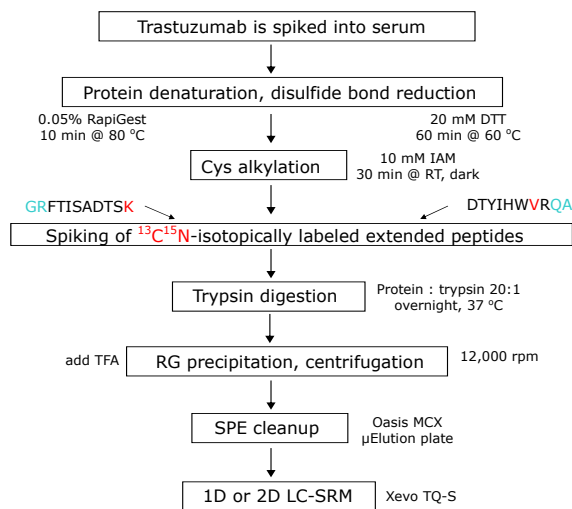 Trastuzumab is spiked into serum
Protein denaturation, disulfide bond reduction
0.05% RapiGest
10 min @ 80 °C
20 mM DTT
60 min @ 60 °C
Cys alkylation
10 mM IAM
30 min @ RT, dark
GRFTISADTSK
DTYIHWVRQA
Spiking of ¹³C¹⁵N-isotopically labeled extended peptides
Trypsin digestion
Protein : trypsin 20:1
overnight, 37 °C
add TFA
RG precipitation, centrifugation
12,000 rpm
SPE cleanup
Oasis MCX
µElution plate
1D or 2D LC-SRM
Xevo TQ-S